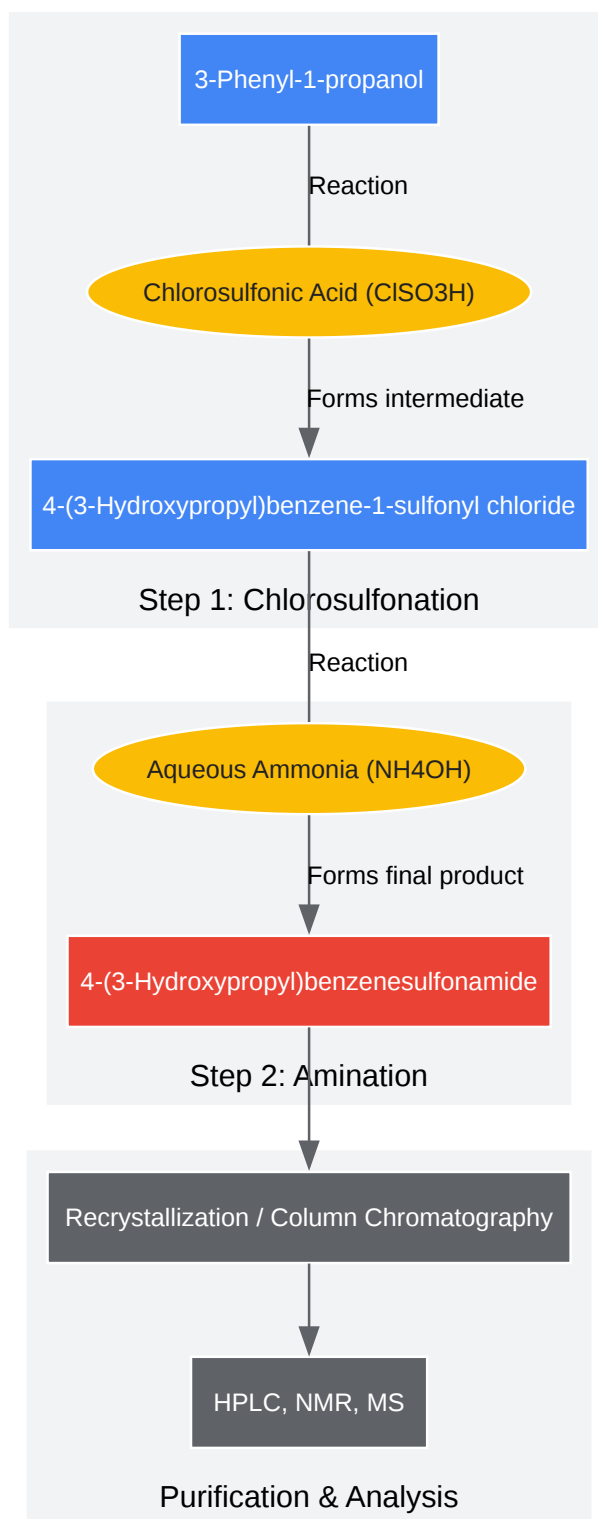 3-Phenyl-1-propanol
Reaction
Chlorosulfonic Acid (ClSO3H)
Forms intermediate
4-(3-Hydroxypropyl)benzene-1-sulfonyl chloride
Step 1: Chlorosulfonation
Reaction
Aqueous Ammonia (NH4OH)
Forms final product
4-(3-Hydroxypropyl)benzenesulfonamide
Step 2: Amination
Recrystallization / Column Chromatography
HPLC, NMR, MS
Purification & Analysis